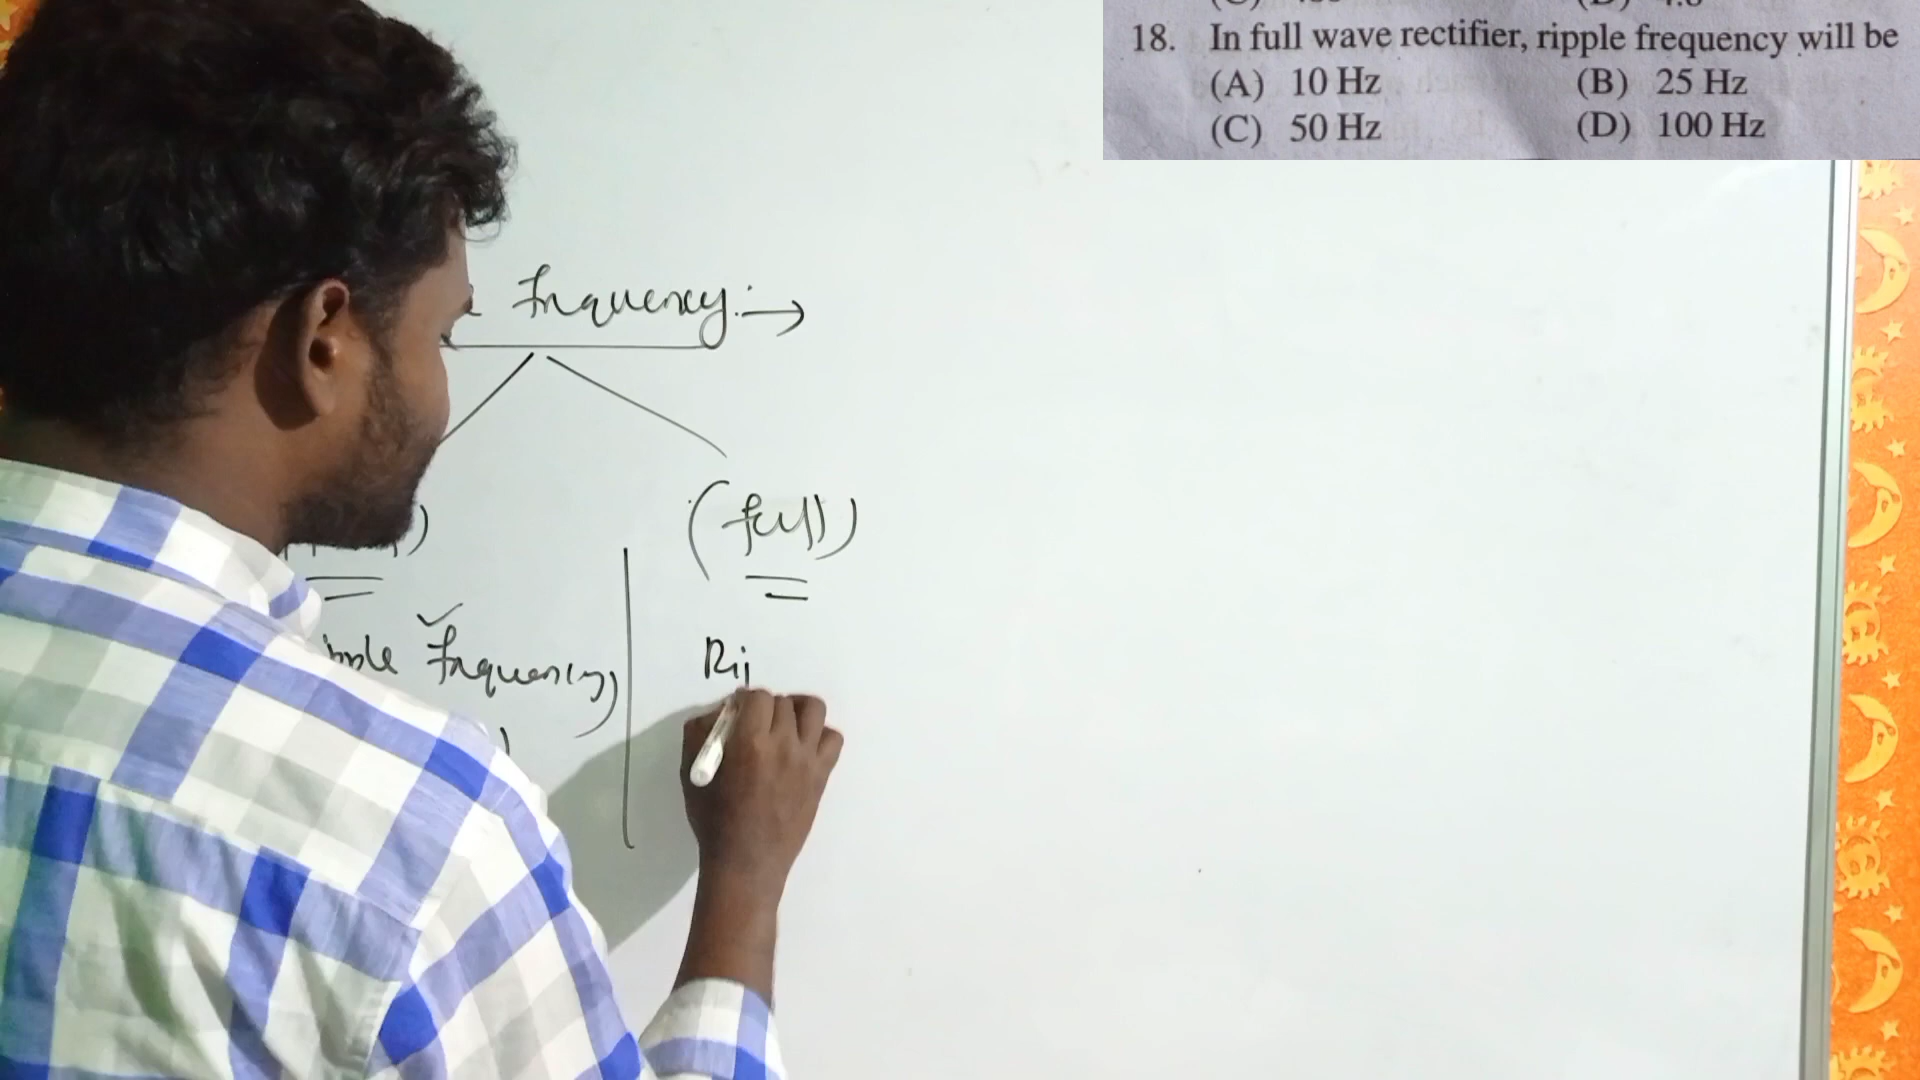 18. In full wave rectifier, ripple frequency will be
(A) 10 Hz (B) 25 Hz
(C) 50 Hz (D) 100 Hz
frequency:→
(full)
frequency
Rip